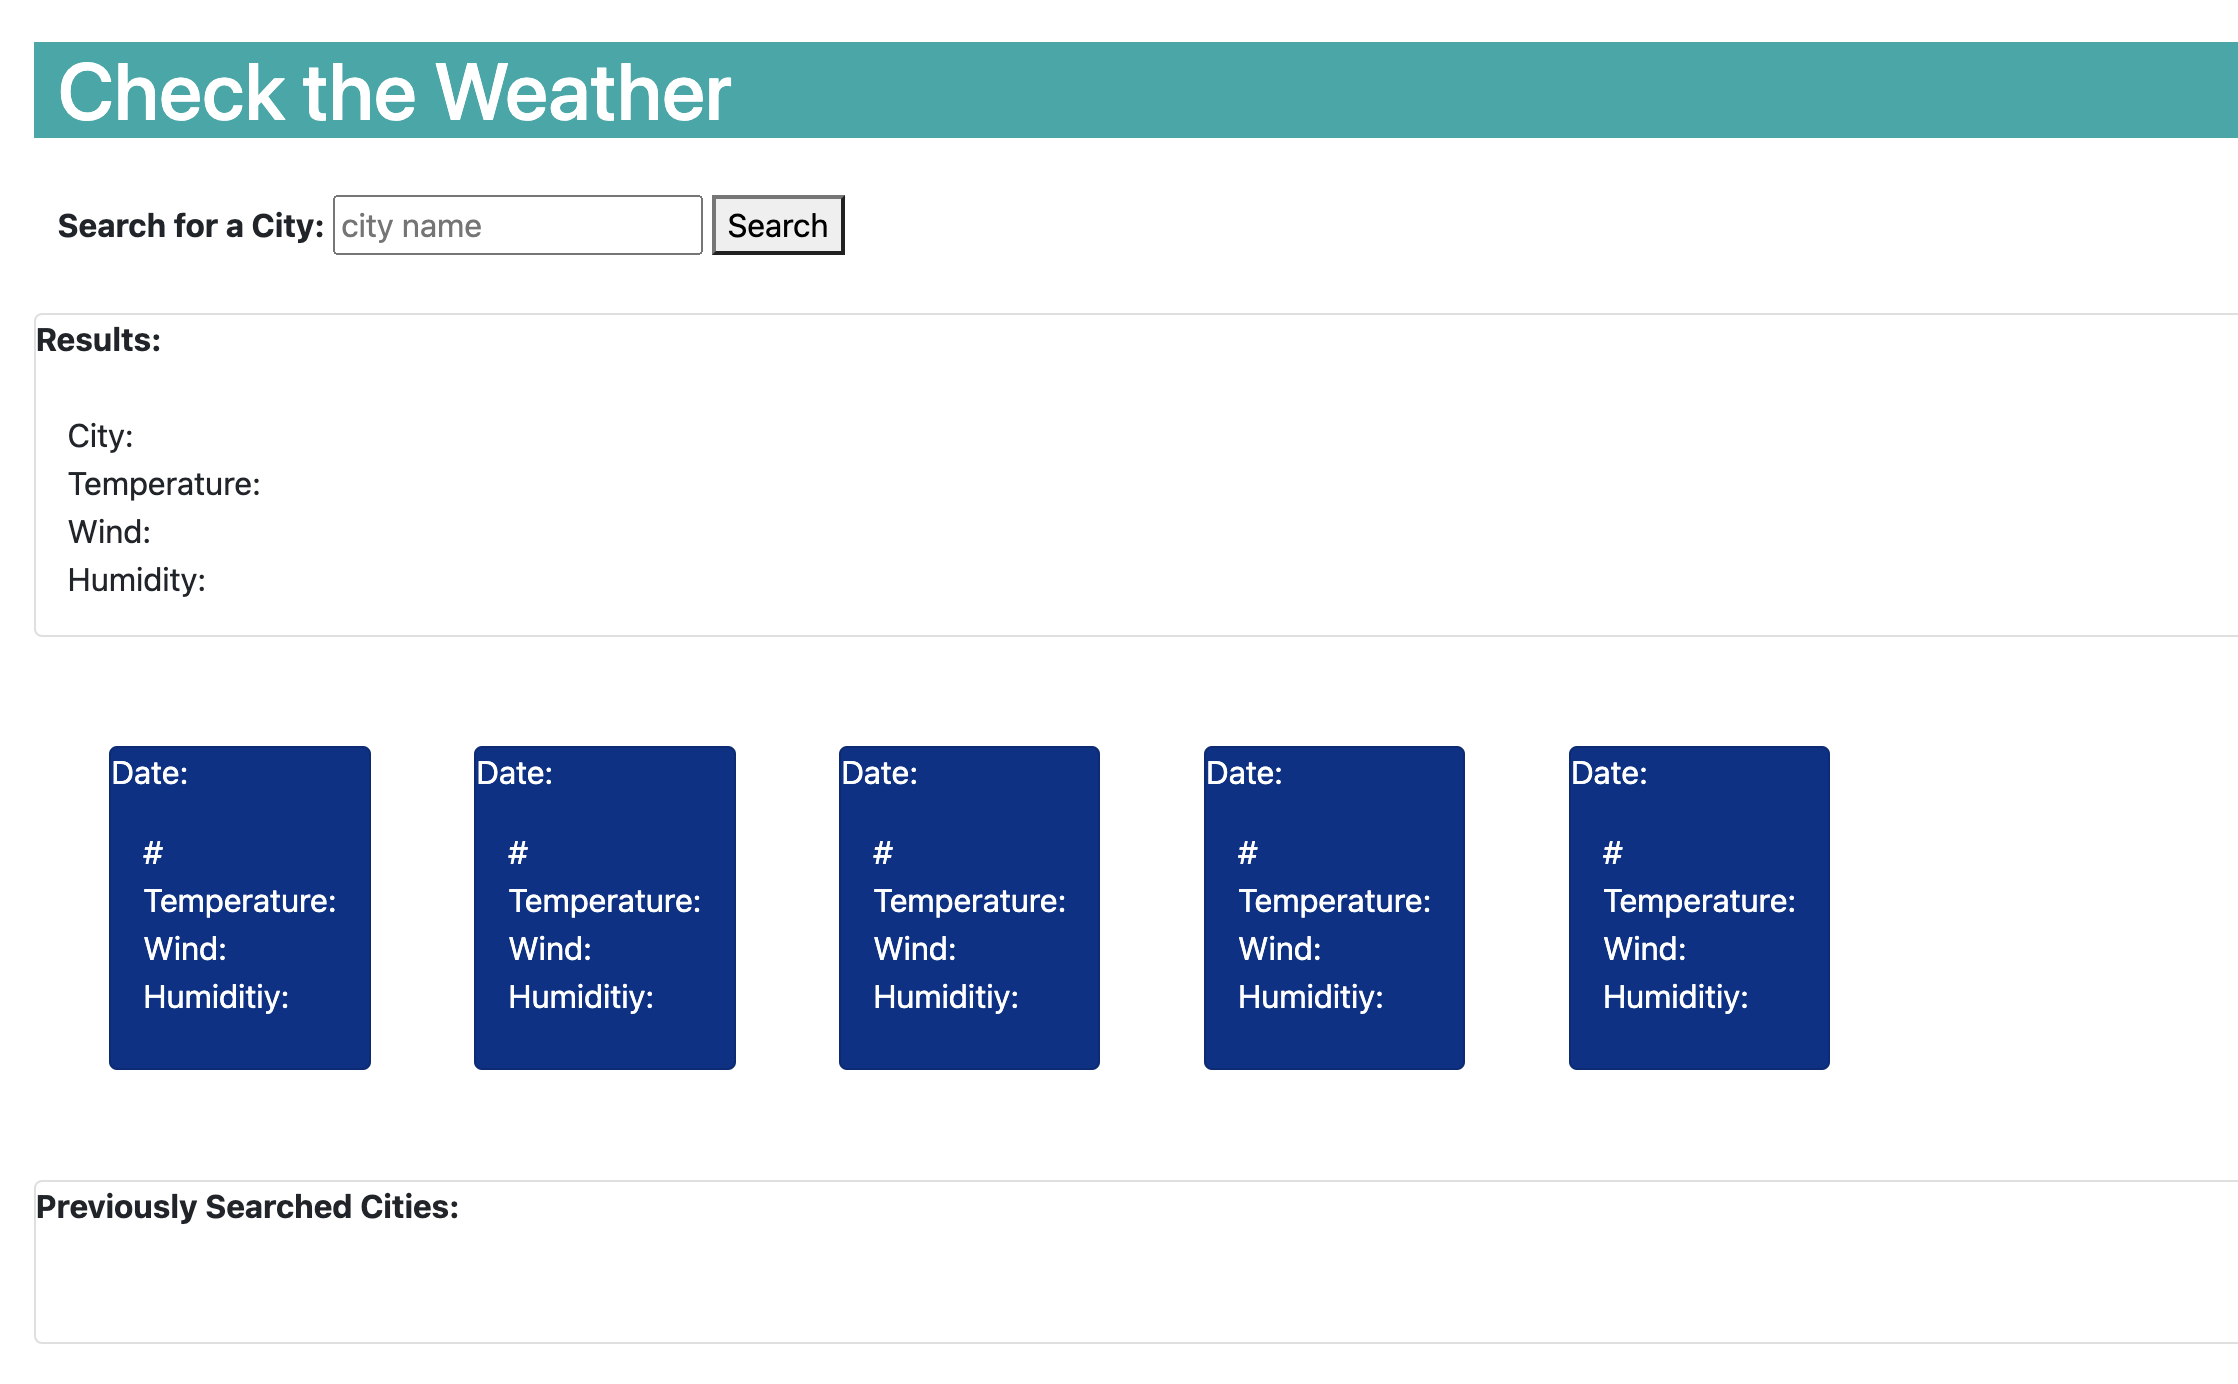 Check the Weather
Search for a City: city name Search
Results:
City:
Temperature:
Wind:
Humidity:
Date:
#
Temperature:
Wind:
Humiditiy:
Date:
#
Temperature:
Wind:
Humiditiy:
Date:
#
Temperature:
Wind:
Humiditiy:
Date:
#
Temperature:
Wind:
Humiditiy:
Date:
#
Temperature:
Wind:
Humiditiy:
Previously Searched Cities: